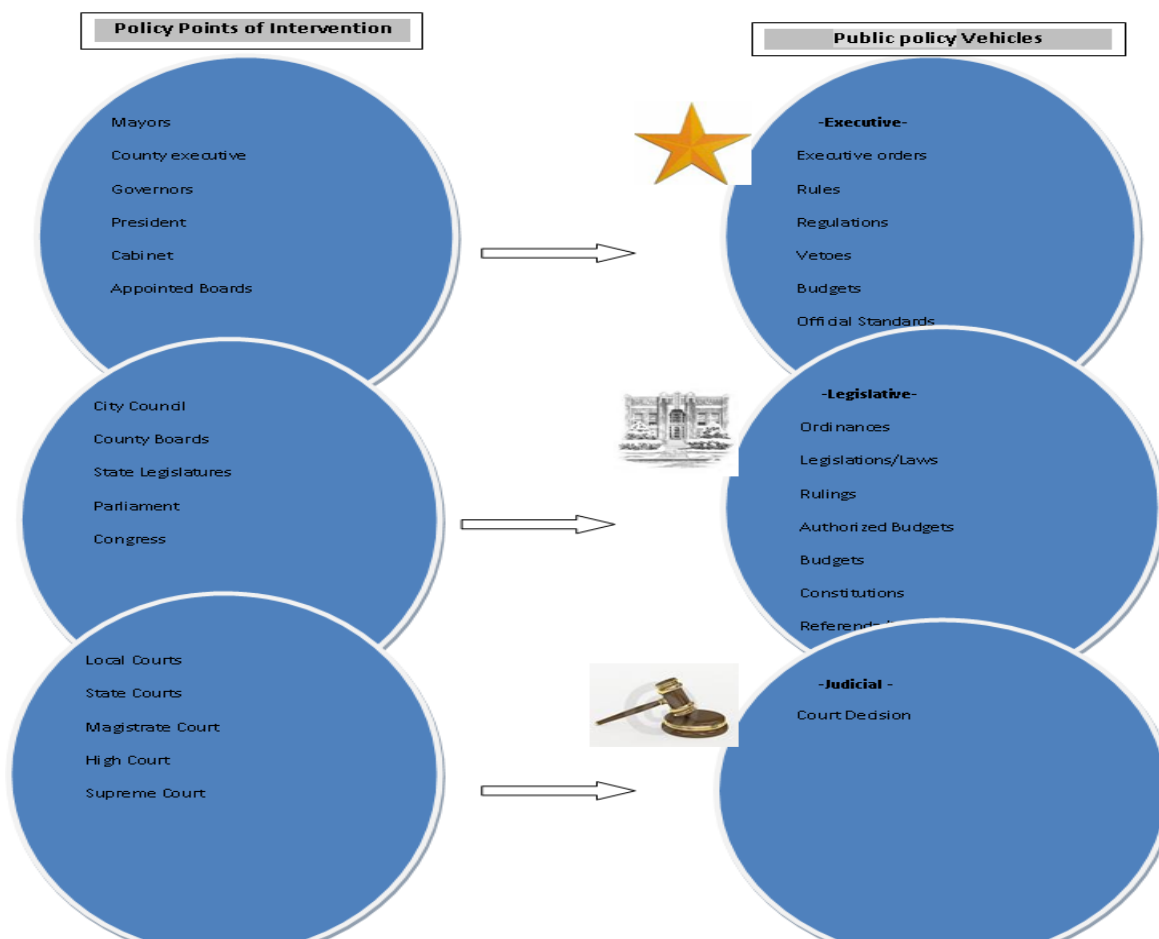 Policy Points of Intervention
Public policy Vehicles
Mayors
County executive
Governors
President
Cabinet
Appointed Boards
-Executive-
Executive orders
Rules
Regulations
Vetoes
Budgets
Official Standards
City Council
County Boards
State Legislatures
Parliament
Congress
-Legislative-
Ordinances
Legislations/Laws
Rulings
Authorized Budgets
Budgets
Constitutions
Local Courts
State Courts
Magistrate Court
High Court
Supreme Court
-Judicial -
Court Decision